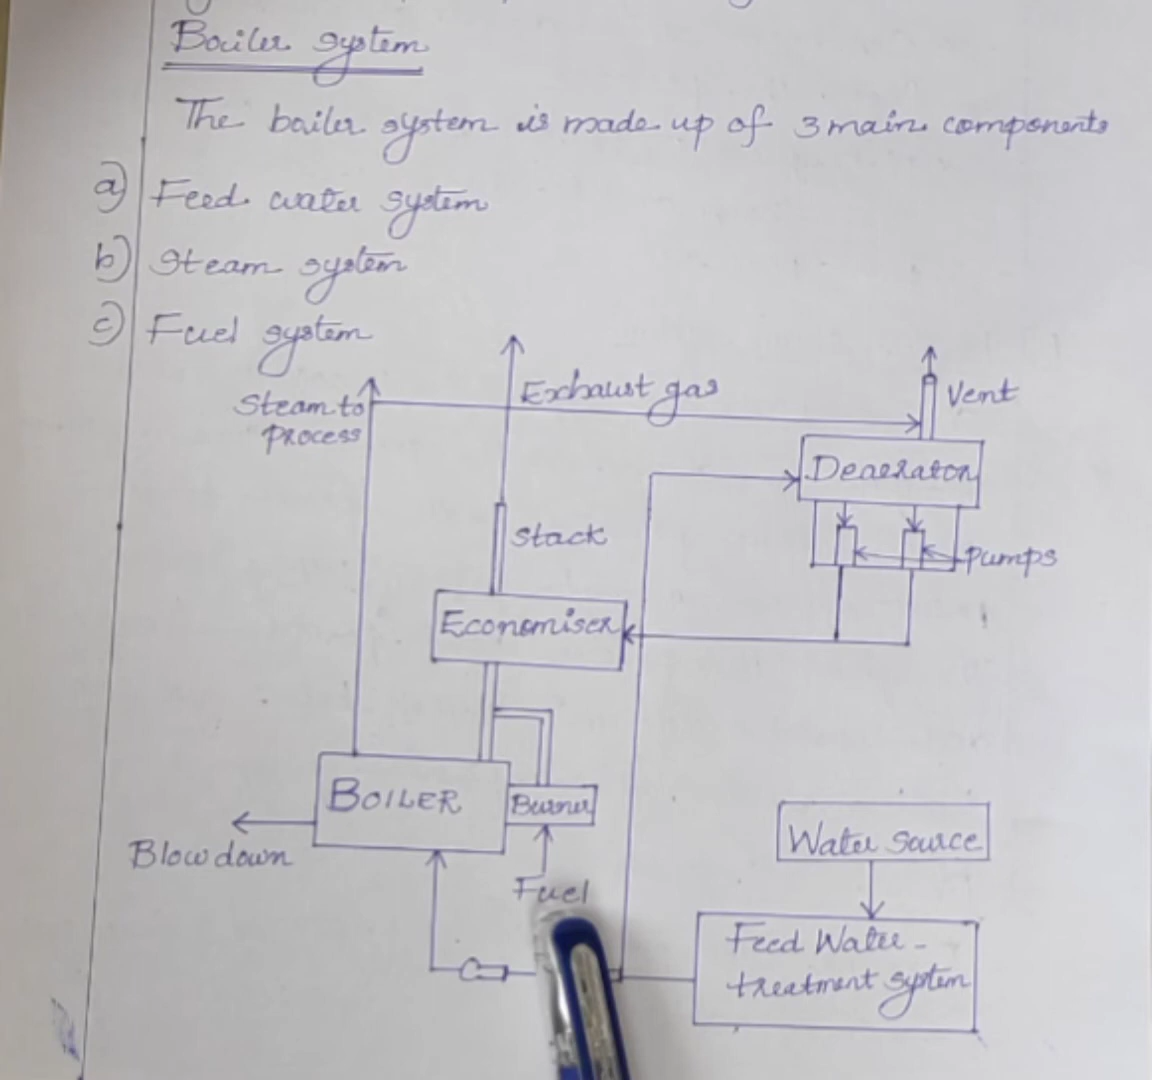 Boiler system
The boiler system is made up of 3 main components
a) Feed water system
b) Steam system
c) Fuel system
Exhaust gas
Vent
Steam to
process
Deaerator
Stack
Pumps
Economiser
BOILER
Burner
Water Source
Blow down
Fuel
Feed Water -
treatment system